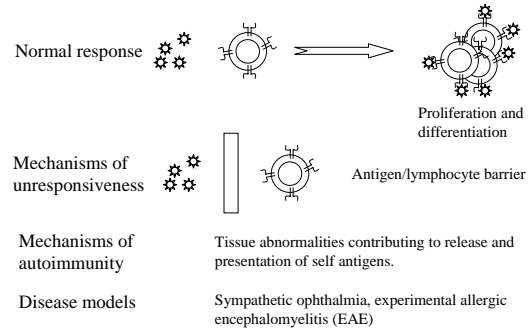 Normal response
Proliferation and
differentiation
Mechanisms of
unresponsiveness
Antigen/lymphocyte barrier
Mechanisms of
autoimmunity
Tissue abnormalities contributing to release and
presentation of self antigens.
Disease models
Sympathetic ophthalmia, experimental allergic
encephalomyelitis (EAE)